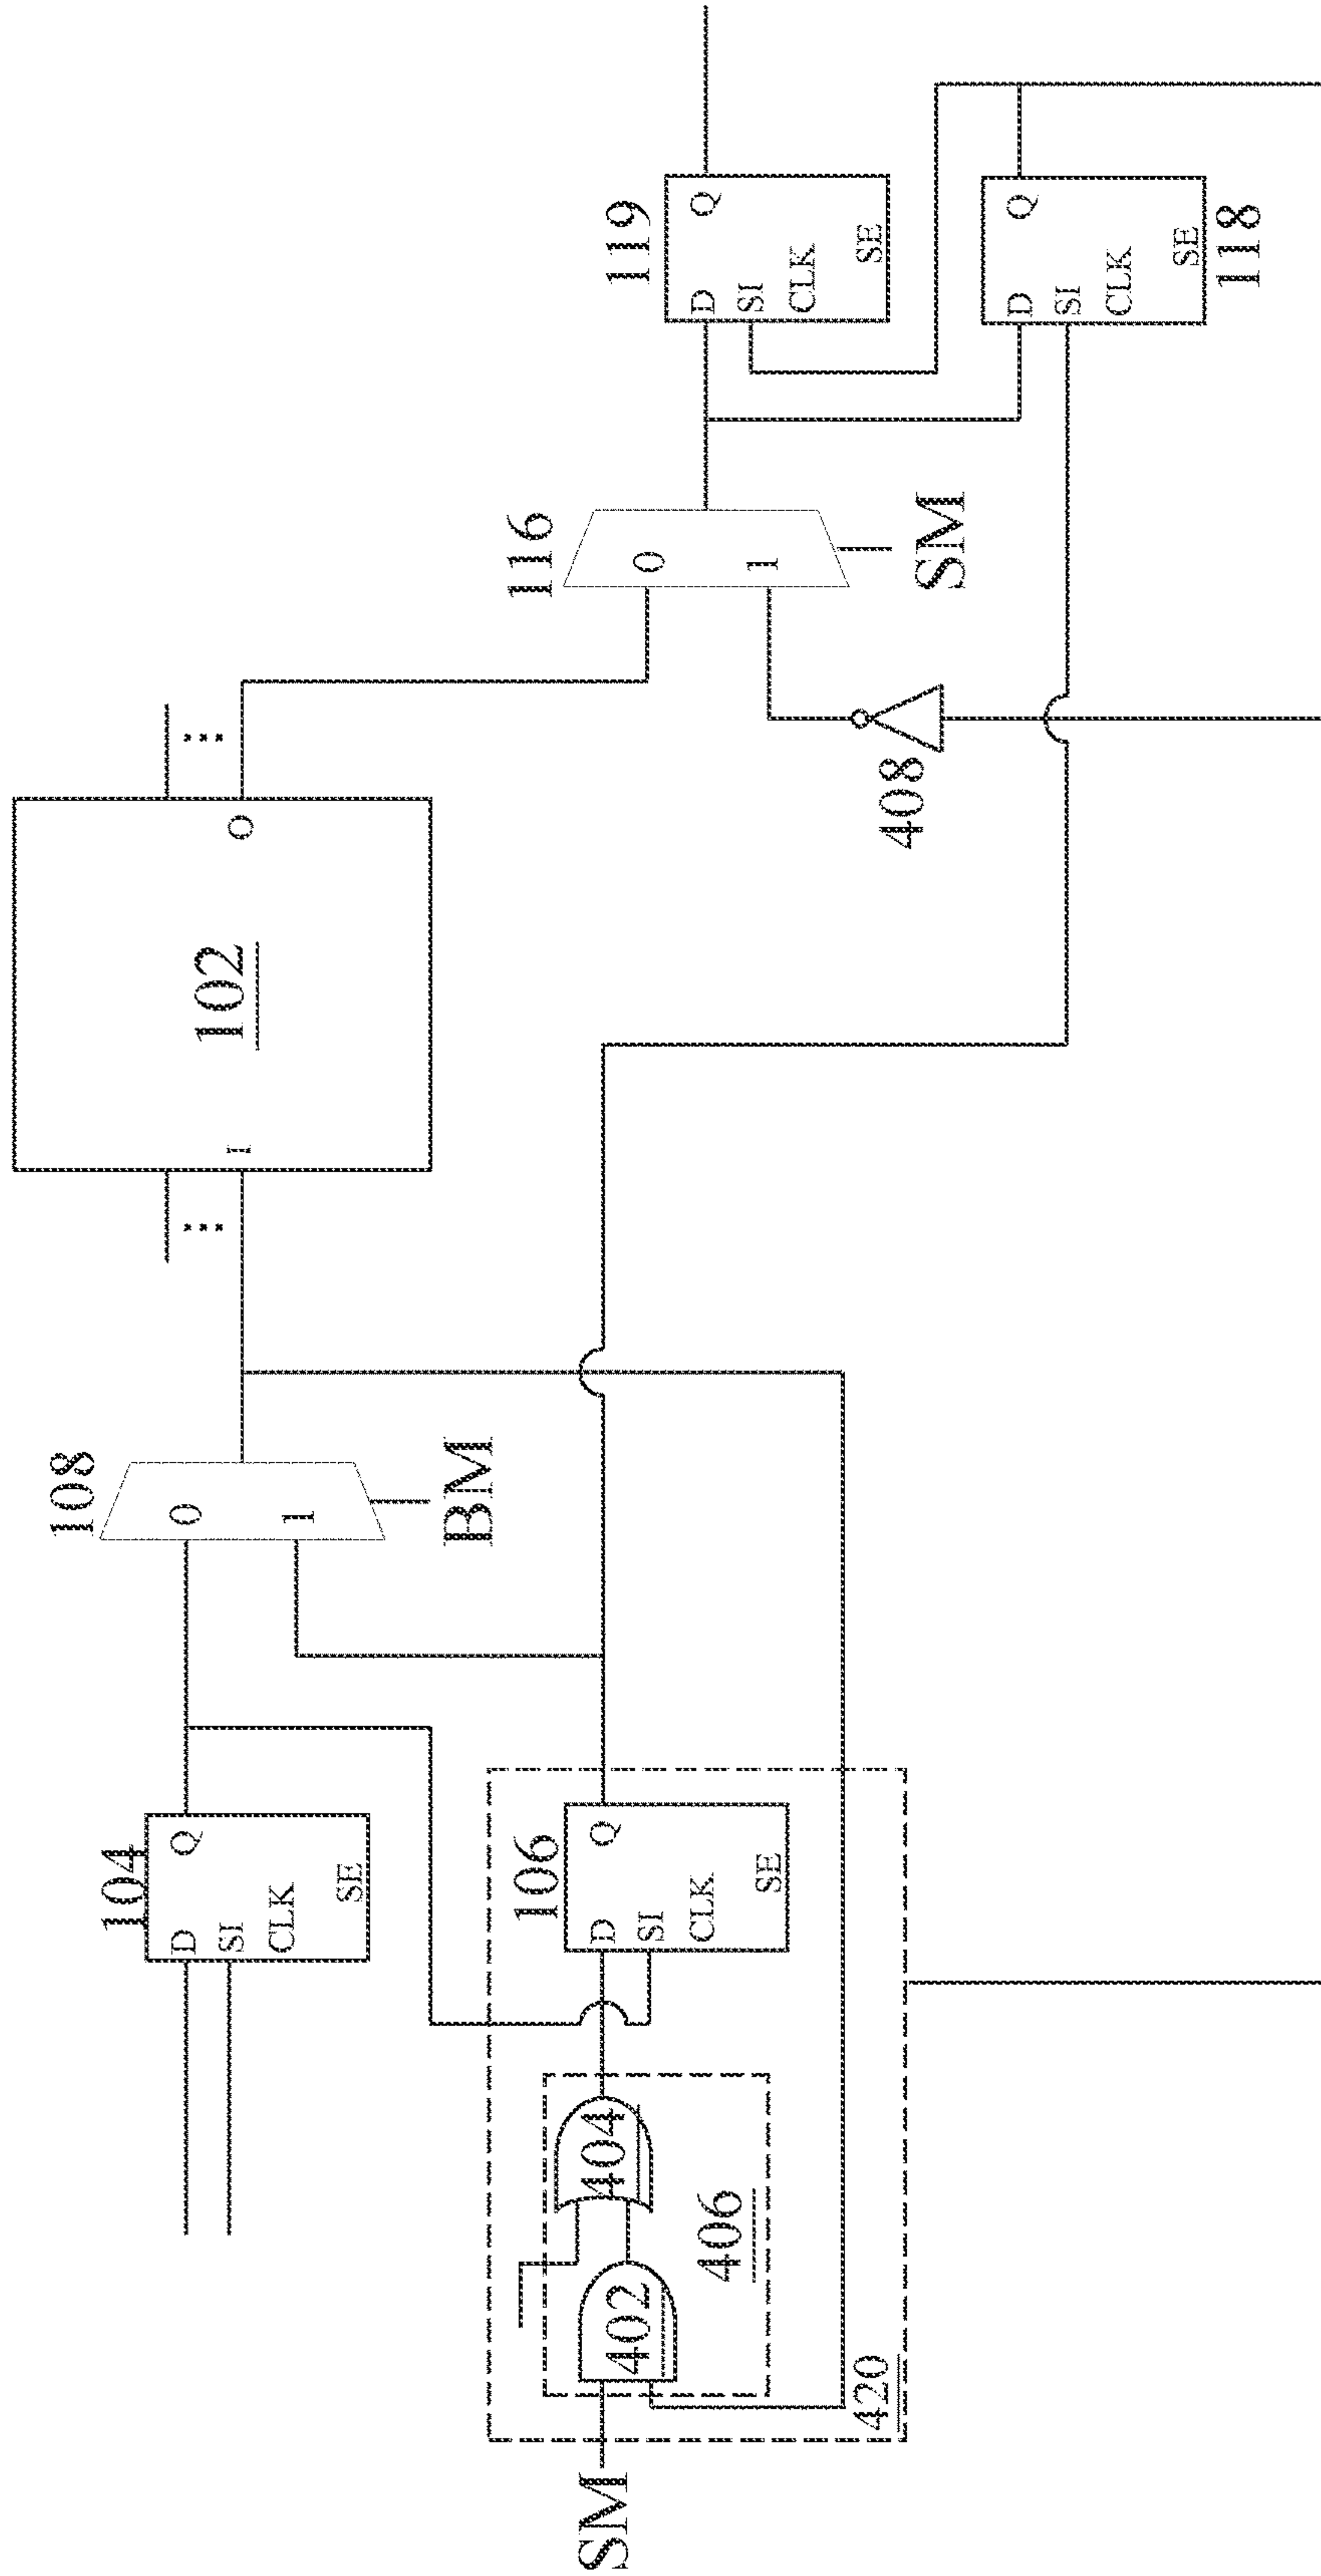 SM
402
404
406
420
104
D
Q
SI
CLK
SE
106
D
Q
SI
CLK
SE
108
0
1
BM
I
102
O
408
116
0
1
SM
119
D
Q
SI
CLK
SE
D
Q
SI
CLK
SE
118